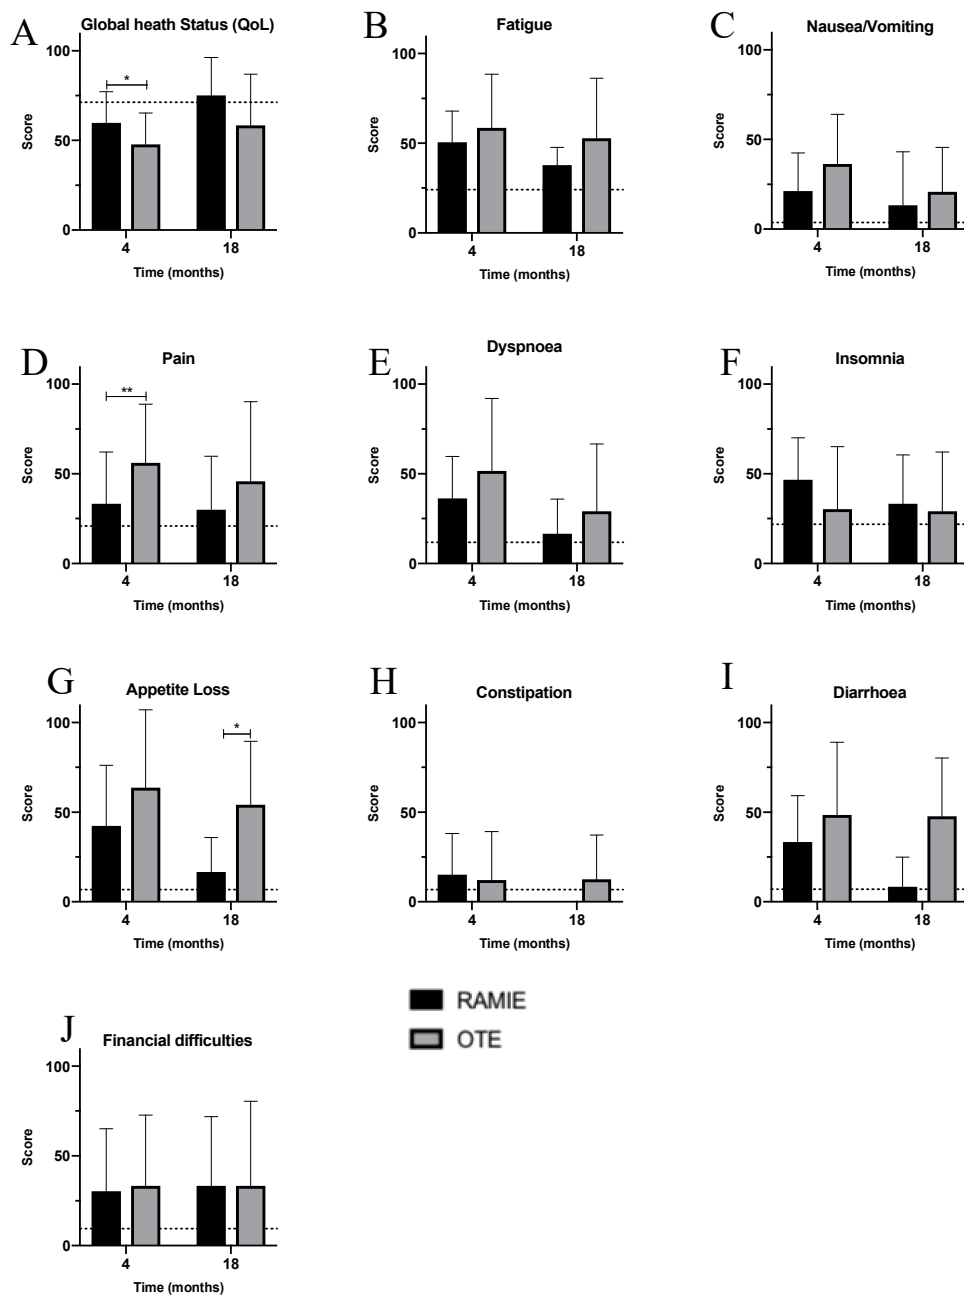 A
Global heath Status (QoL)
100
50
0
Score
*
4
18
Time (months)
B
Fatigue
100
50
0
Score
4
18
Time (months)
C
Nausea/Vomiting
100
50
0
Score
4
18
Time (months)
D
Pain
100
50
0
Score
**
4
18
Time (months)
E
Dyspnoea
100
50
0
Score
4
18
Time (months)
F
Insomnia
100
50
0
Score
4
18
Time (months)
G
Appetite Loss
100
50
0
Score
*
4
18
Time (months)
H
Constipation
100
50
0
Score
4
18
Time (months)
I
Diarrhoea
100
50
0
Score
4
18
Time (months)
J
Financial difficulties
100
50
0
Score
4
18
Time (months)
RAMIE
OTE